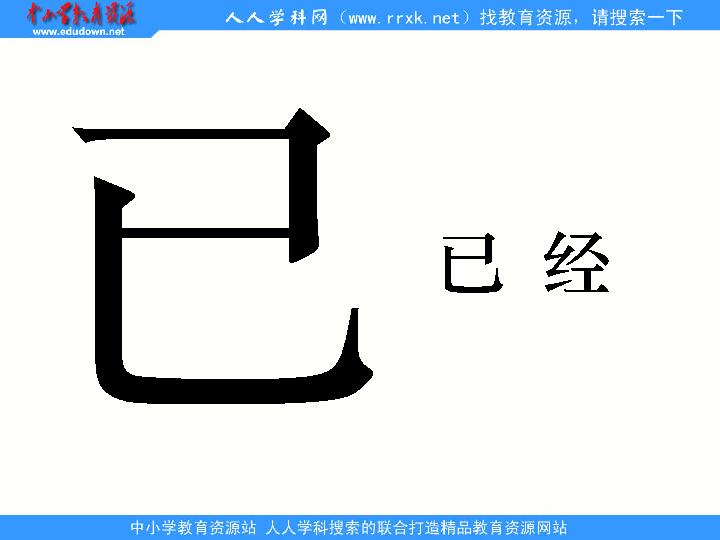 中小学教育资源
www.edudown.net
人人学科网（www.rrxk.net）找教育资源，请搜索一下
已
已 经
中小学教育资源站 人人学科搜索的联合打造精品教育资源网站